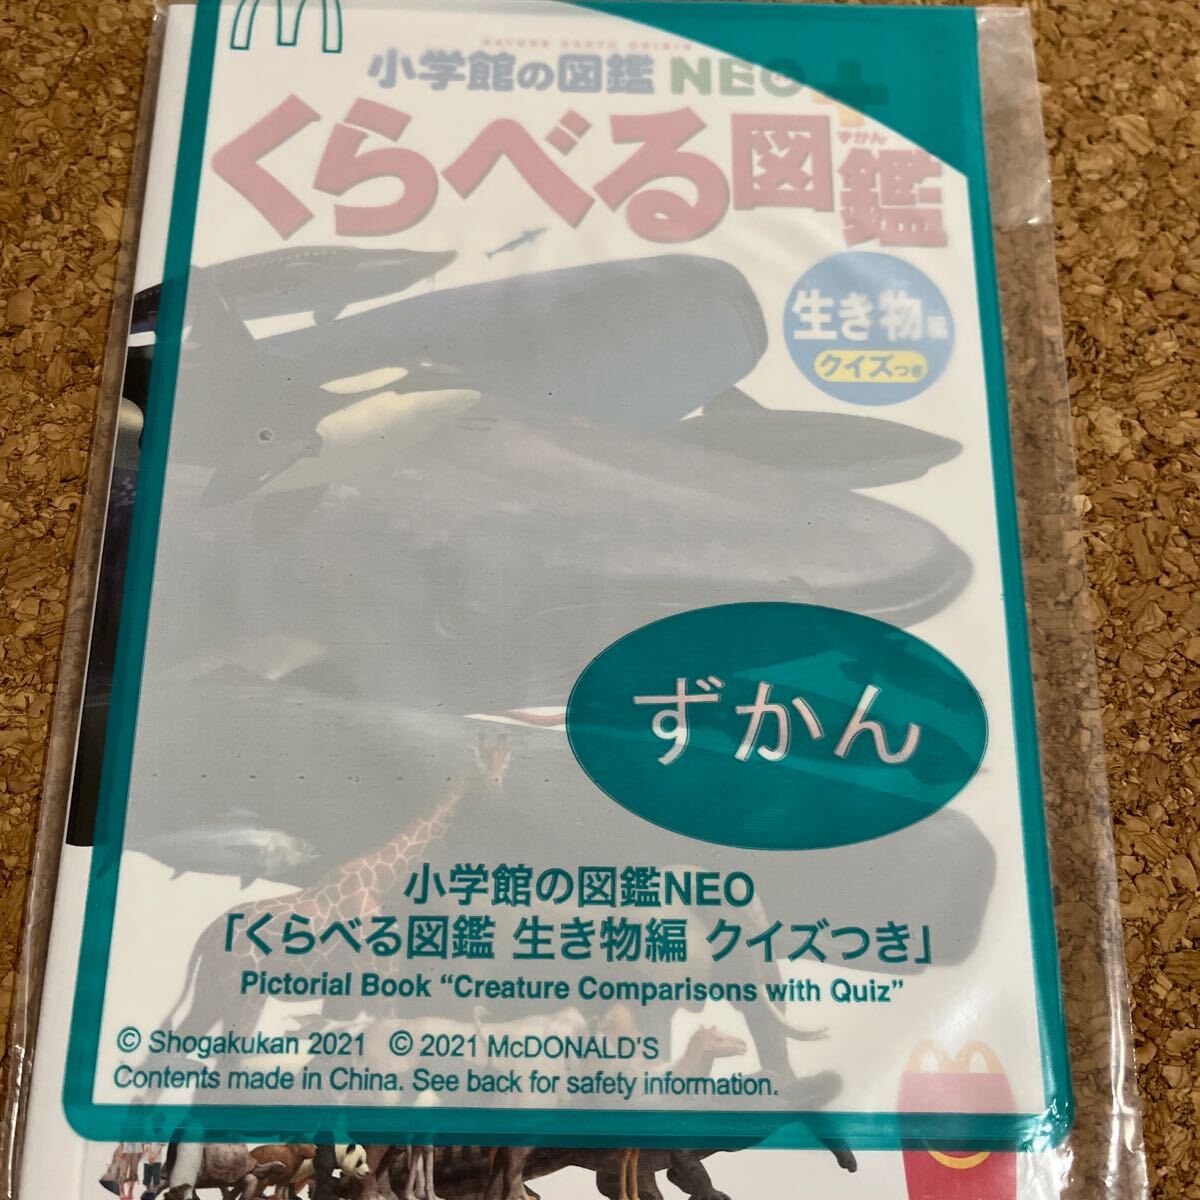 NATURE EARTH ORIGIN
小学館の図鑑 NEO+
くらべる図鑑
ずかん
生き物編
クイズつき
ずかん
小学館の図鑑NEO
「くらべる図鑑 生き物編 クイズつき」
Pictorial Book “Creature Comparisons with Quiz”
© Shogakukan 2021 © 2021 McDONALD'S
Contents made in China. See back for safety information.